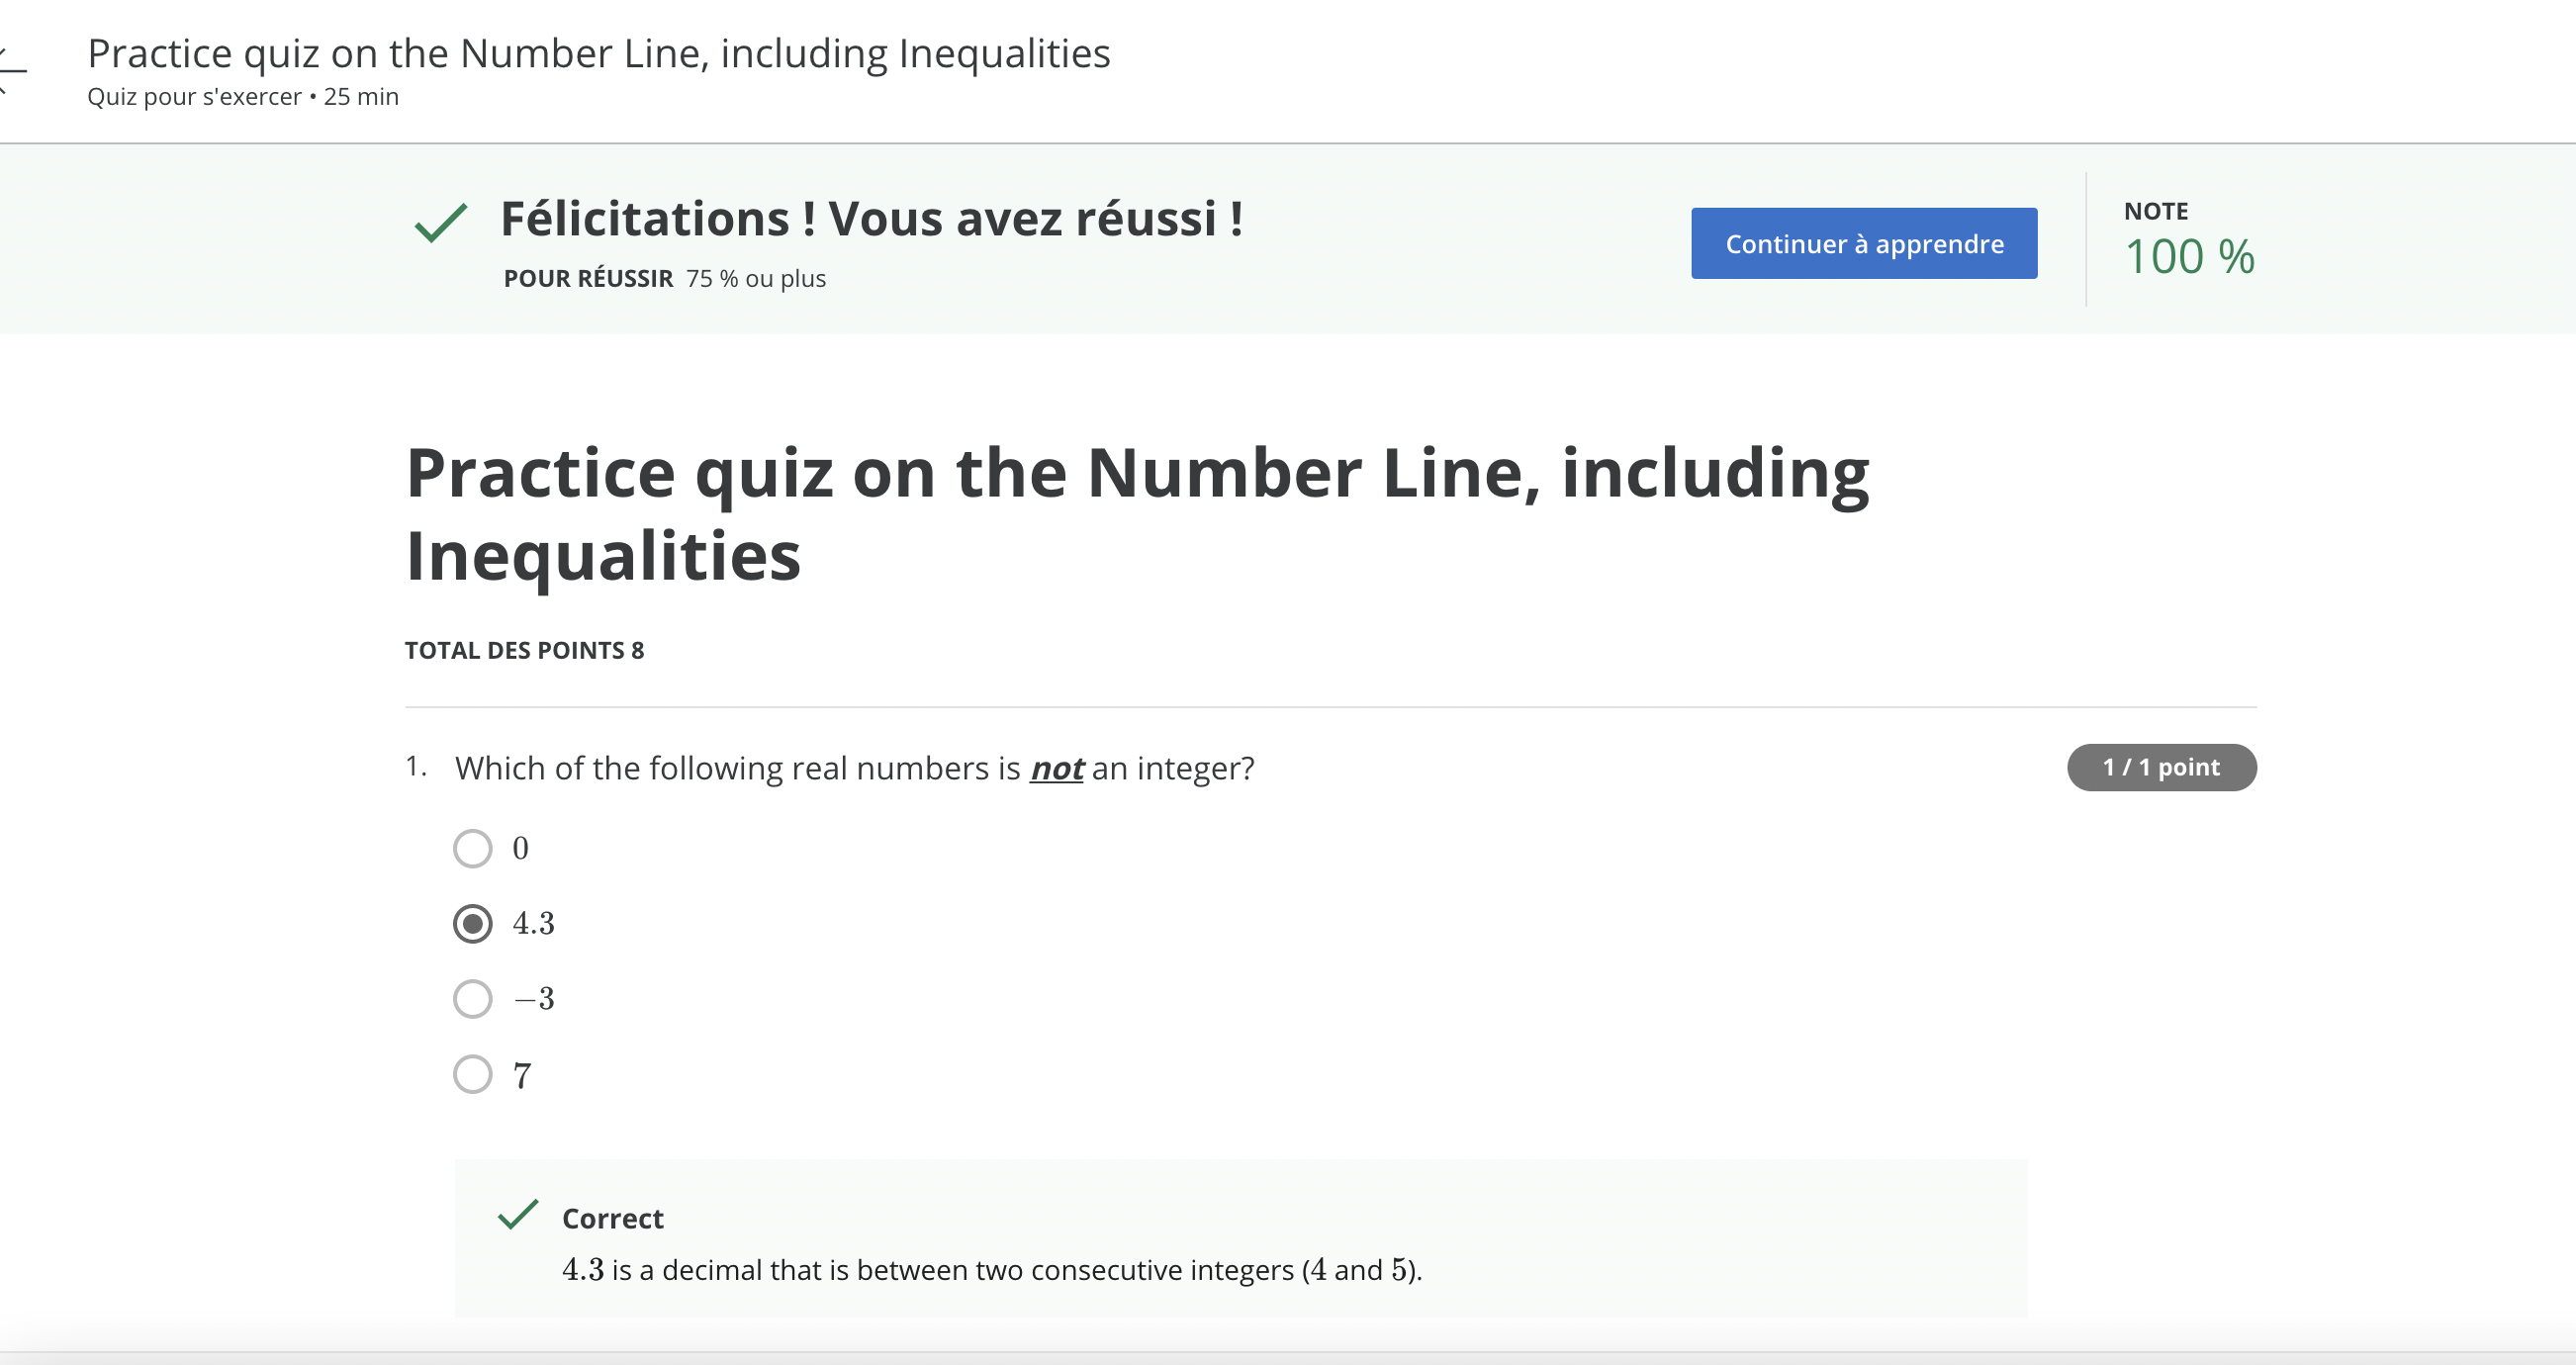 Practice quiz on the Number Line, including Inequalities
Quiz pour s'exercer • 25 min
Félicitations ! Vous avez réussi !
POUR RÉUSSIR 75 % ou plus
Continuer à apprendre
NOTE
100 %
Practice quiz on the Number Line, including
Inequalities
TOTAL DES POINTS 8
1. Which of the following real numbers is not an integer?
1 / 1 point
0
4.3
−3
7
Correct
4.3 is a decimal that is between two consecutive integers (4 and 5).